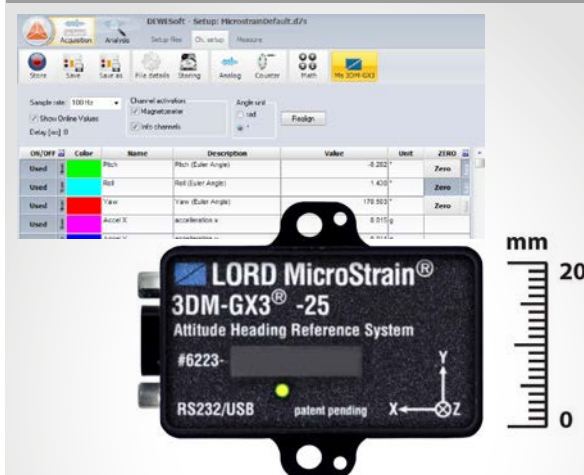 DEWESoft - Setup: MicrostrainDefault.d7s
Acquisition Analysis Setup files Ch. setup Measure
Store Save Save as File details Storing Analog Counter Math Ms 3DM-GX3
Sample rate: 100 Hz Channel activation Angle unit
Show Online Values Magnetometer rad Realign
Delay [ms] 0 Info channels °
ON/OFF Color Name Description Value Unit ZERO
Used Pitch Pitch (Euler Angle) -0.202 ° Zero
Used Roll Roll (Euler Angle) 1.430 ° Zero
Used Yaw Yaw (Euler Angle) 178.503 ° Zero
Used Accel X accelleration x 0.015 g
mm
20
LORD MicroStrain®
3DM-GX3® -25
Attitude Heading Reference System
#6223-
Y
RS232/USB patent pending X Z
0